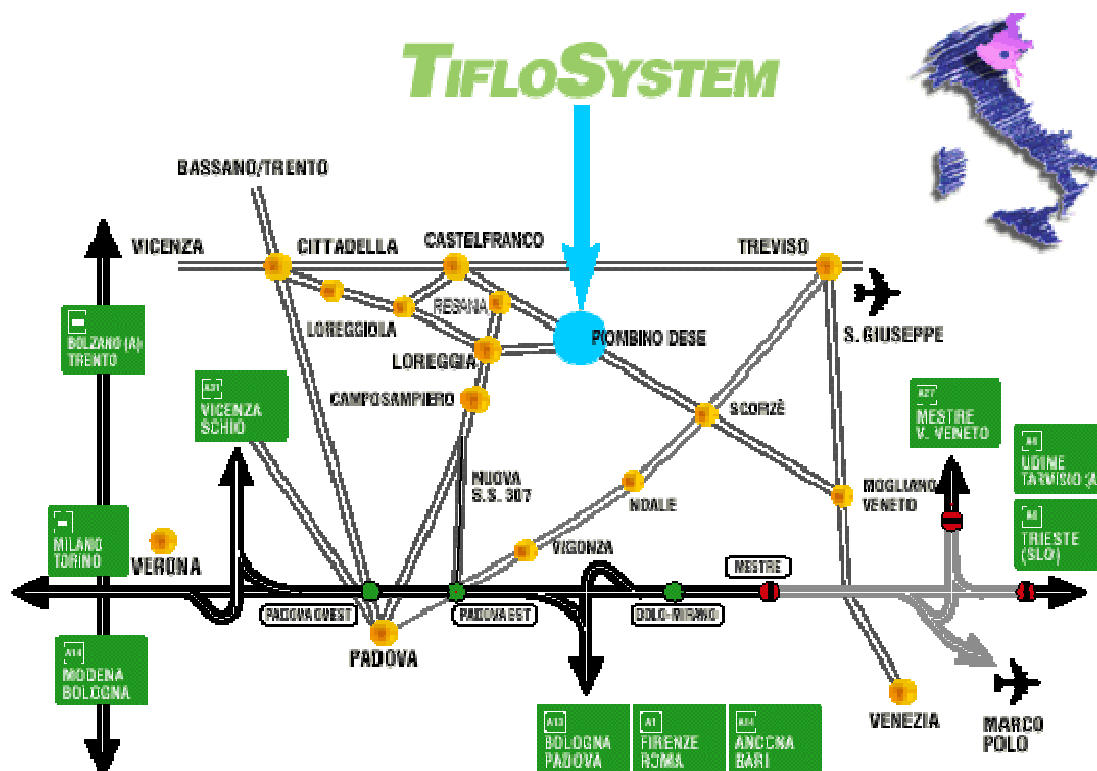 TIFLOSYSTEM
BASSANO/TRENTO
VICENZA
CITTADELLA
CASTELFRANCO
TREVISO
RESANA
LOREGGIOLA
PIOMBINO DESE
S. GIUSEPPE
BOLZANO (A)
TRENTO
LOREGGIA
CAMPOSAMPIERO
SCORZÈ
A31
VICENZA
SCHIO
A27
MESTRE
V. VENETO
UDINE
TARVISIO (A
NUOVA
S.S. 307
NOALE
MOGLIANO
VENETO
MILANO
TORINO
VERONA
VIGONZA
MESTRE
TRIESTE
(SLO)
PADOVA OVEST
PADOVA EST
DOLO-MIRANO
PADOVA
MODENA
BOLOGNA
VENEZIA
MARCO
POLO
A13
BOLOGNA
PADOVA
A1
FIRENZE
ROMA
A14
ANCONA
BARI